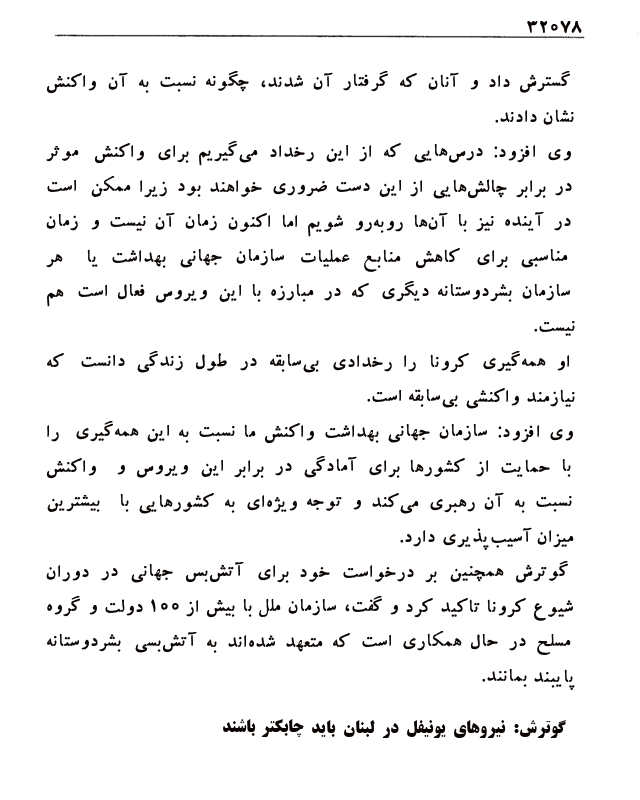 ۳۲۰۷۸
گسترش داد و آنان که گرفتار آن شدند، چگونه نسبت به آن واکنش
نشان دادند.
وی افزود: درس‌هایی که از این رخداد می‌گیریم برای واکنش موثر
در برابر چالش‌هایی از این دست ضروری خواهند بود زیرا ممکن است
در آینده نیز با آن‌ها روبه‌رو شویم اما اکنون زمان آن نیست و زمان
مناسبی برای کاهش منابع عملیات سازمان جهانی بهداشت یا هر
سازمان بشردوستانه دیگری که در مبارزه با این ویروس فعال است هم
نیست.
او همه‌گیری کرونا را رخدادی بی‌سابقه در طول زندگی دانست که
نیازمند واکنشی بی‌سابقه است.
وی افزود: سازمان جهانی بهداشت واکنش ما نسبت به این همه‌گیری را
با حمایت از کشورها برای آمادگی در برابر این ویروس و واکنش
نسبت به آن رهبری می‌کند و توجه ویژه‌ای به کشورهایی با بیشترین
میزان آسیب‌پذیری دارد.
گوترش همچنین بر درخواست خود برای آتش‌بس جهانی در دوران
شیوع کرونا تاکید کرد و گفت، سازمان ملل با بیش از ۱۰۰ دولت و گروه
مسلح در حال همکاری است که متعهد شده‌اند به آتش‌بسی بشردوستانه
پایبند بمانند.
گوترش: نیروهای یونیفل در لبنان باید چابکتر باشند